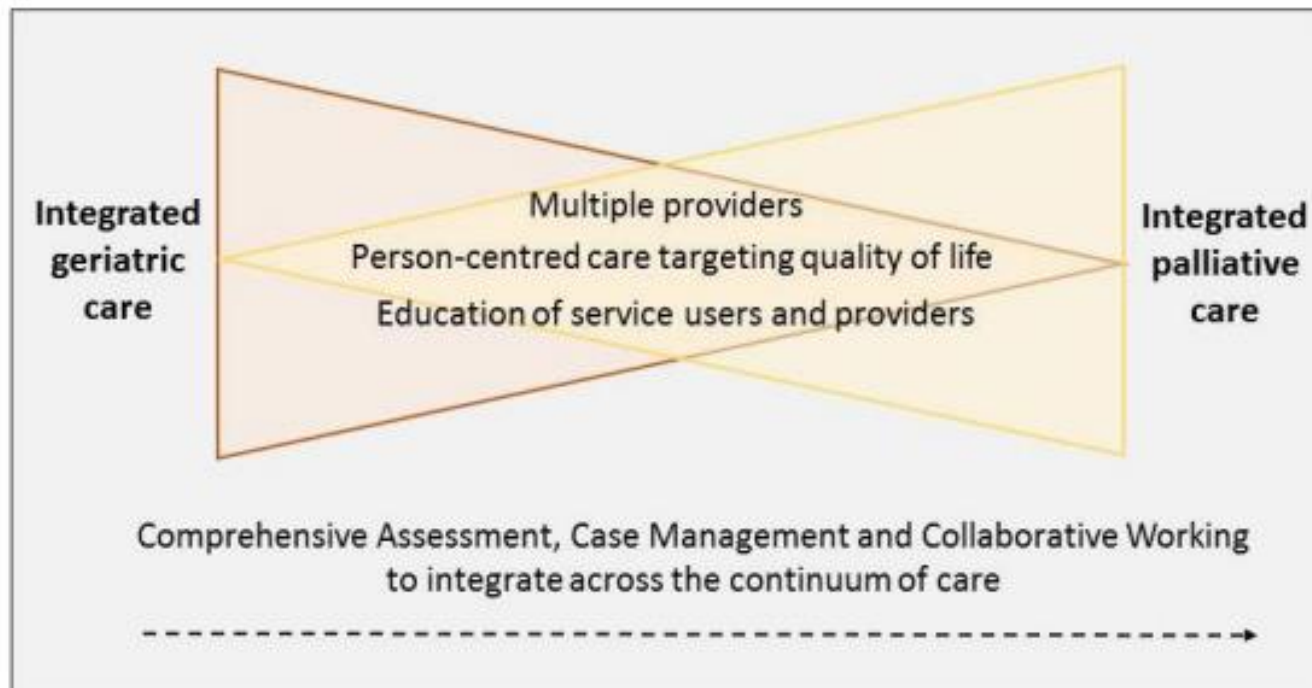 Integrated
geriatric
care
Multiple providers
Person-centred care targeting quality of life
Education of service users and providers
Integrated
palliative
care
Comprehensive Assessment, Case Management and Collaborative Working
to integrate across the continuum of care